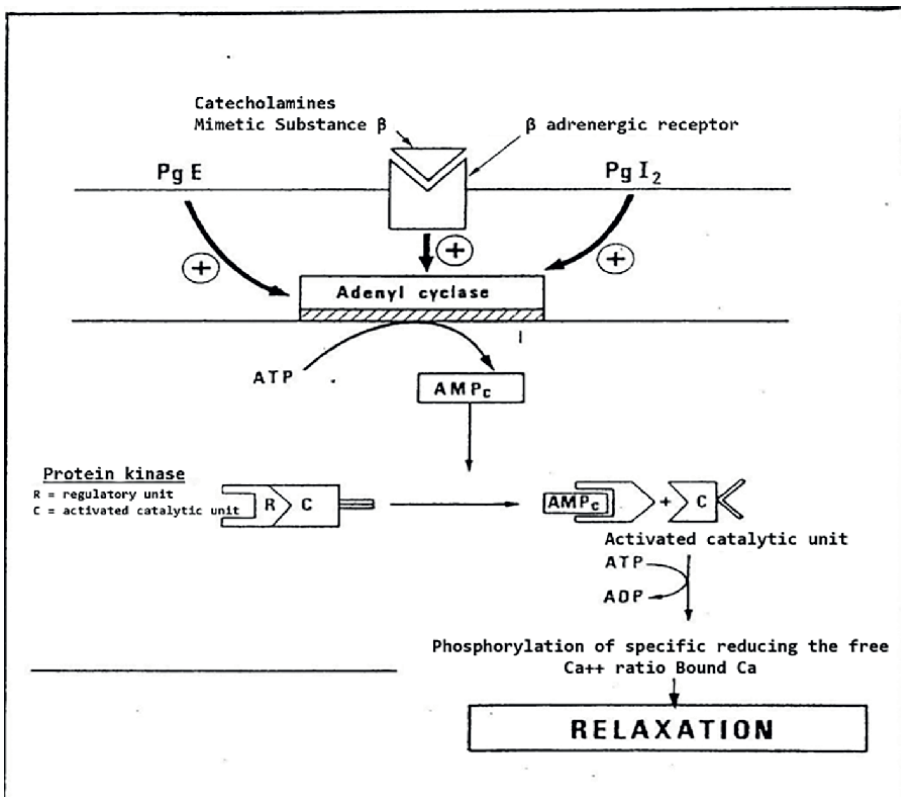 Catecholamines
Mimetic Substance β
β adrenergic receptor
Pg E
Pg I₂
+
+
+
Adenyl cyclase
ATP
AMPc
Protein kinase
R = regulatory unit
C = activated catalytic unit
R C
AMPc + C
Activated catalytic unit
ATP
ADP
Phosphorylation of specific reducing the free
Ca++ ratio Bound Ca
RELAXATION